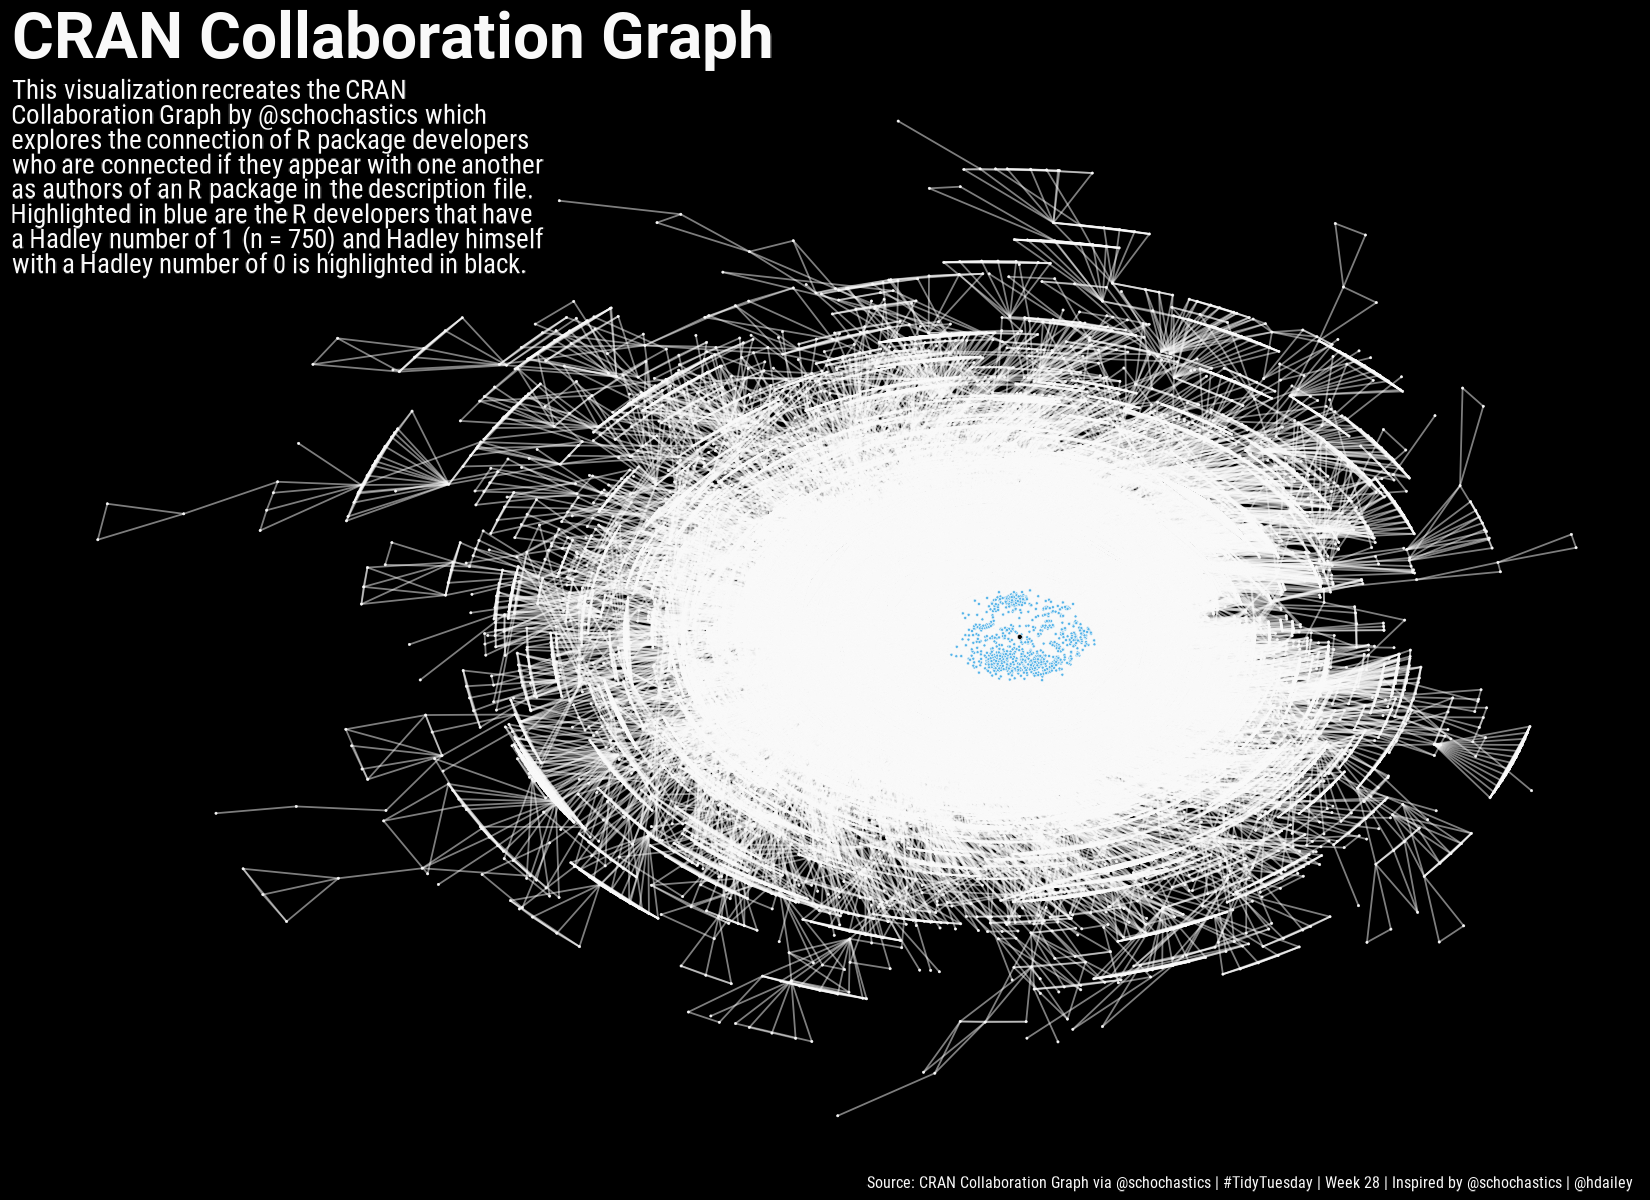 CRAN Collaboration Graph
This visualization recreates the CRAN
Collaboration Graph by @schochastics which
explores the connection of R package developers
who are connected if they appear with one another
as authors of an R package in the description file.
Highlighted in blue are the R developers that have
a Hadley number of 1 (n = 750) and Hadley himself
with a Hadley number of 0 is highlighted in black.
Source: CRAN Collaboration Graph via @schochastics | #TidyTuesday | Week 28 | Inspired by @schochastics | @hdailey